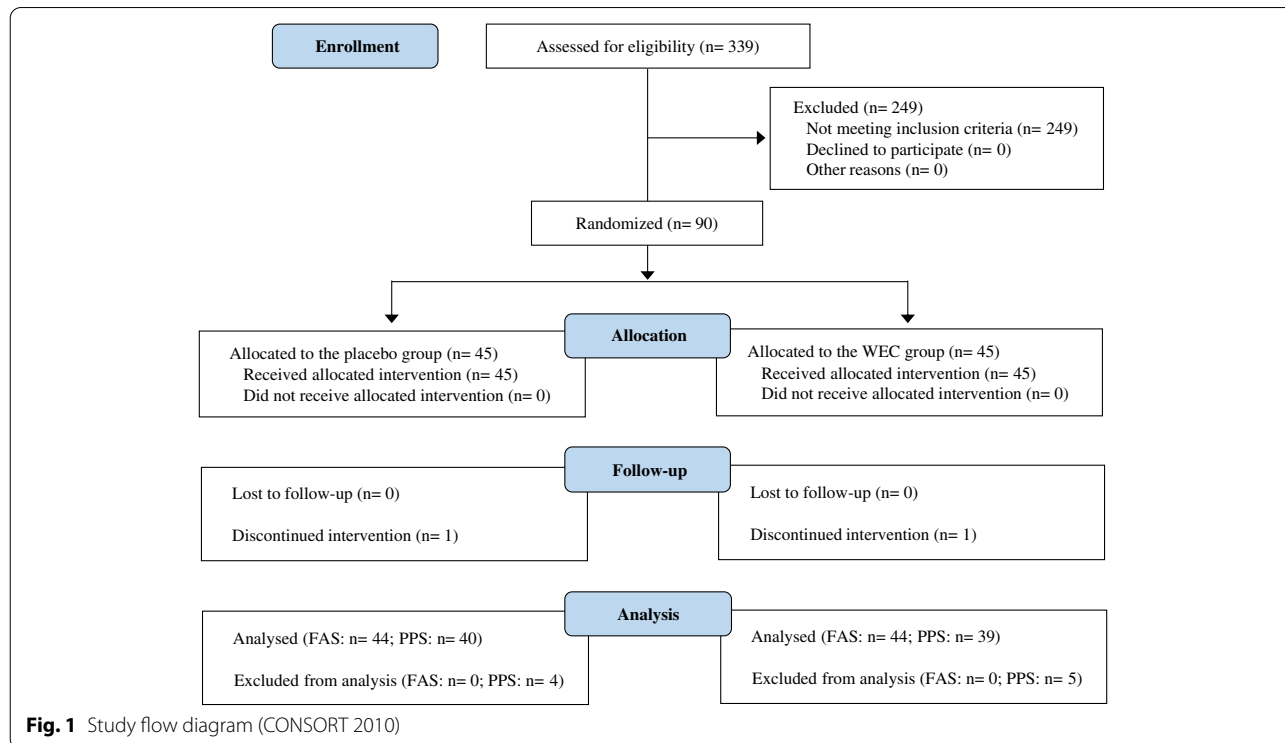 Enrollment
Assessed for eligibility (n= 339)
Excluded (n= 249)
Not meeting inclusion criteria (n= 249)
Declined to participate (n= 0)
Other reasons (n= 0)
Randomized (n= 90)
Allocation
Allocated to the placebo group (n= 45)
Received allocated intervention (n= 45)
Did not receive allocated intervention (n= 0)
Allocated to the WEC group (n= 45)
Received allocated intervention (n= 45)
Did not receive allocated intervention (n= 0)
Follow-up
Lost to follow-up (n= 0)
Discontinued intervention (n= 1)
Lost to follow-up (n= 0)
Discontinued intervention (n= 1)
Analysis
Analysed (FAS: n= 44; PPS: n= 40)
Excluded from analysis (FAS: n= 0; PPS: n= 4)
Analysed (FAS: n= 44; PPS: n= 39)
Excluded from analysis (FAS: n= 0; PPS: n= 5)
Fig. 1 Study flow diagram (CONSORT 2010)